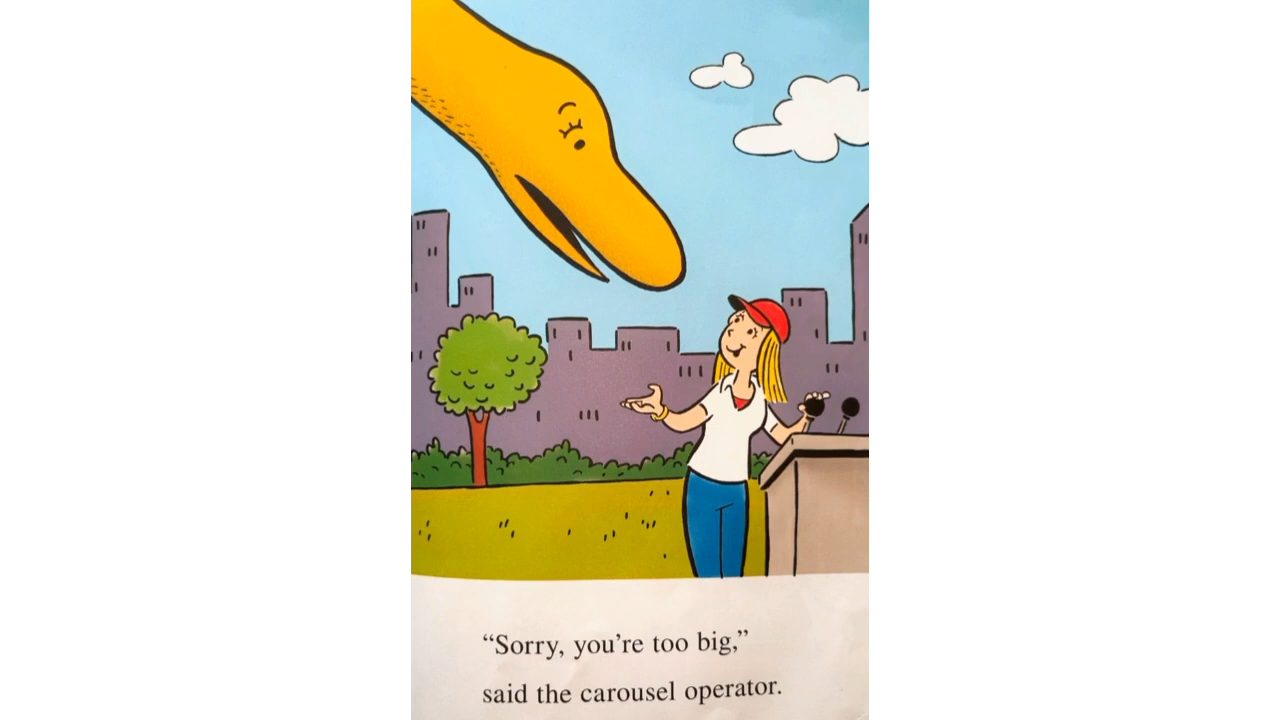 “Sorry, you’re too big,”
said the carousel operator.